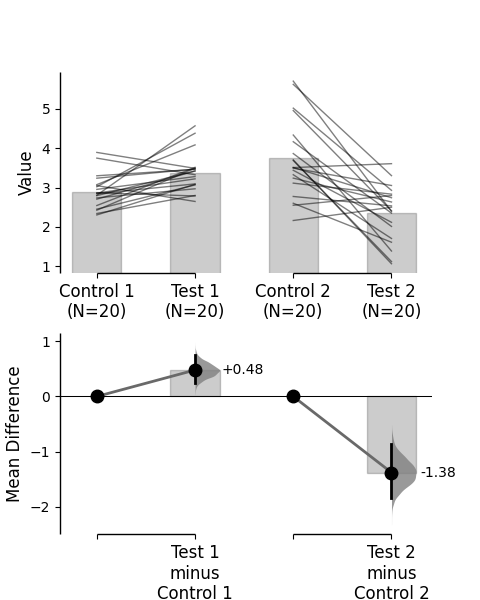 Value
5
4
3
2
1
Control 1
(N=20)
Test 1
(N=20)
Control 2
(N=20)
Test 2
(N=20)
Mean Difference
1
0
−1
−2
+0.48
-1.38
Test 1
minus
Control 1
Test 2
minus
Control 2